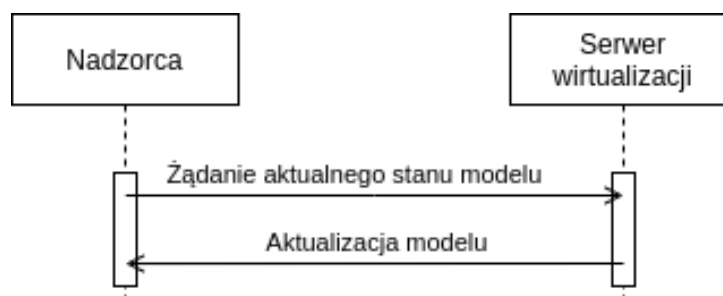 Nadzorca
Serwer
wirtualizacji
Żądanie aktualnego stanu modelu
Aktualizacja modelu